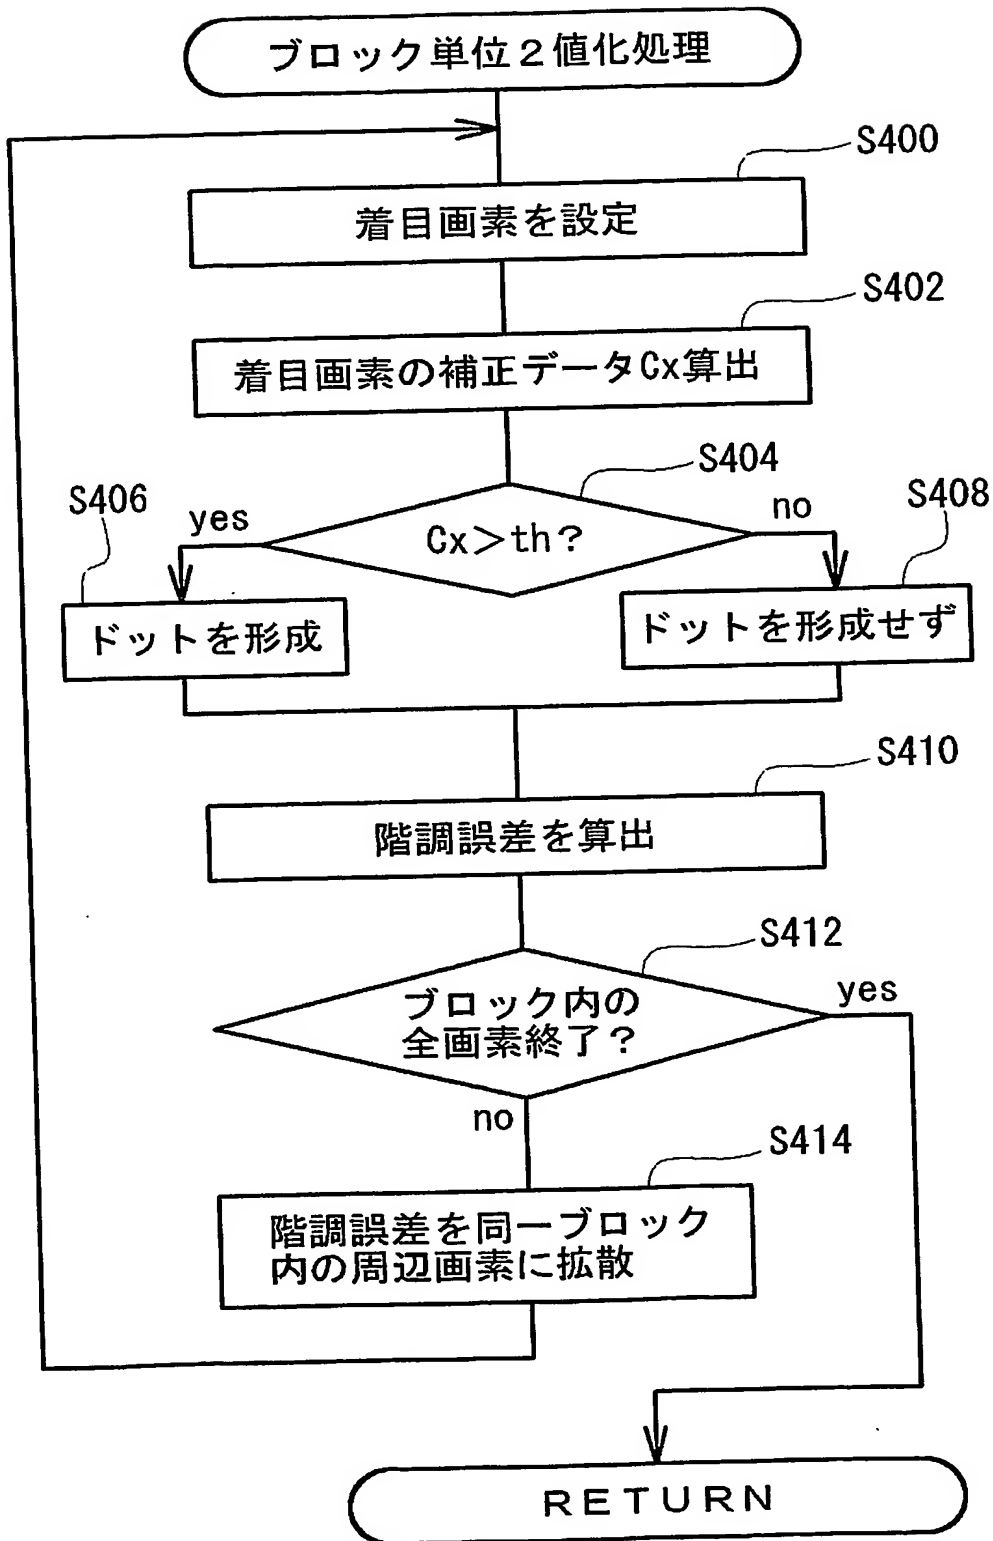 ブロック単位２値化処理
S400
着目画素を設定
S402
着目画素の補正データCx算出
S404
S406
yes
no
S408
Cx＞th？
ドットを形成
ドットを形成せず
S410
階調誤差を算出
S412
ブロック内の
全画素終了？
yes
no
S414
階調誤差を同一ブロック
内の周辺画素に拡散
RETURN